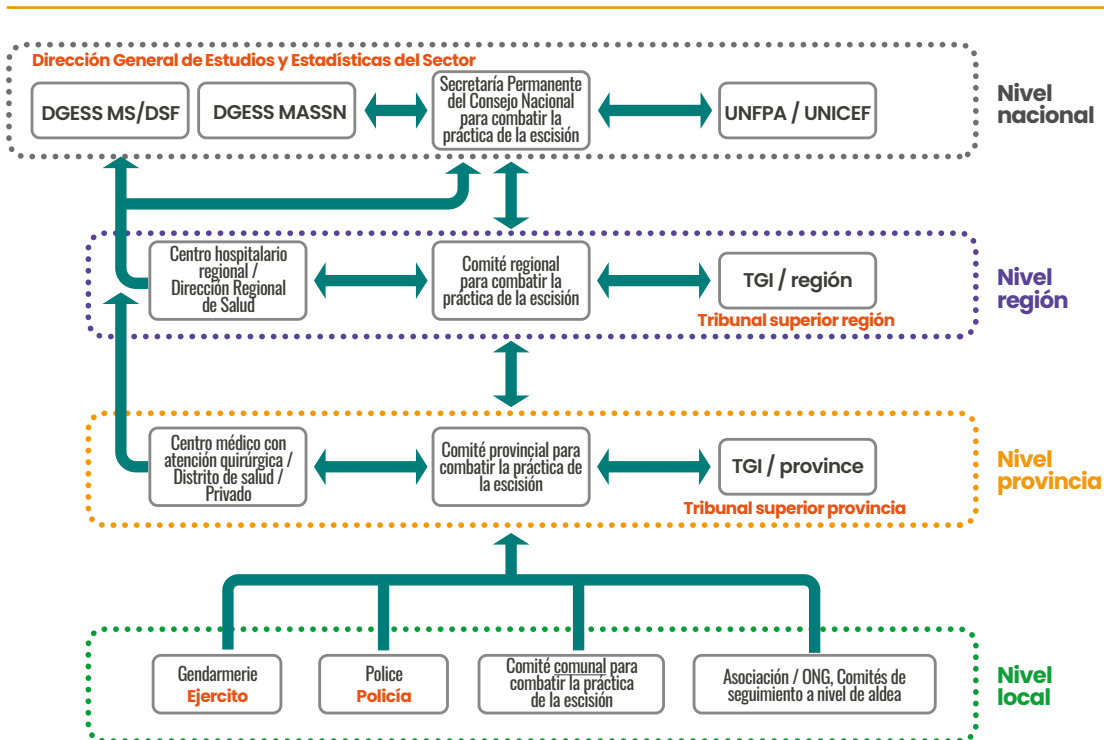 Dirección General de Estudios y Estadísticas del Sector
DGESS MS/DSF
DGESS MASSN
Secretaría Permanente
del Consejo Nacional
para combatir la
práctica de la escisión
UNFPA / UNICEF
Nivel
nacional
Centro hospitalario
regional /
Dirección Regional
de Salud
Comité regional
para combatir la
práctica de la escisión
TGI / región
Tribunal superior región
Nivel
región
Centro médico con
atención quirúrgica /
Distrito de salud /
Privado
Comité provincial para
combatir la práctica de
la escisión
TGI / province
Tribunal superior provincia
Nivel
provincia
Gendarmerie
Ejercito
Police
Policía
Comité comunal para
combatir la práctica
de la escisión
Asociación / ONG, Comités de
seguimiento a nivel de aldea
Nivel
local